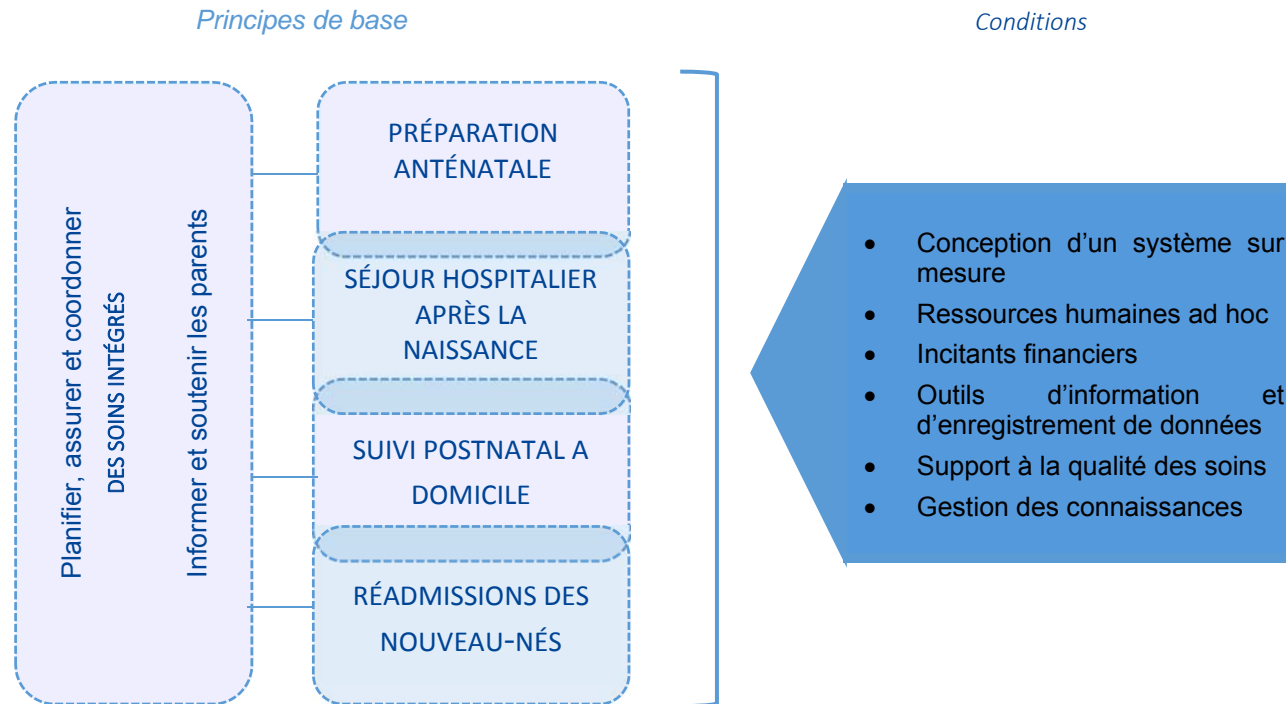 Principes de base
Conditions
Planifier, assurer et coordonner
DES SOINS INTÉGRÉS
Informer et soutenir les parents
PRÉPARATION
ANTÉNATALE
SÉJOUR HOSPITALIER
APRÈS LA
NAISSANCE
SUIVI POSTNATAL A
DOMICILE
RÉADMISSIONS DES
NOUVEAU-NÉS
• Conception d’un système sur
mesure
• Ressources humaines ad hoc
• Incitants financiers
• Outils d’information et
d’enregistrement de données
• Support à la qualité des soins
• Gestion des connaissances